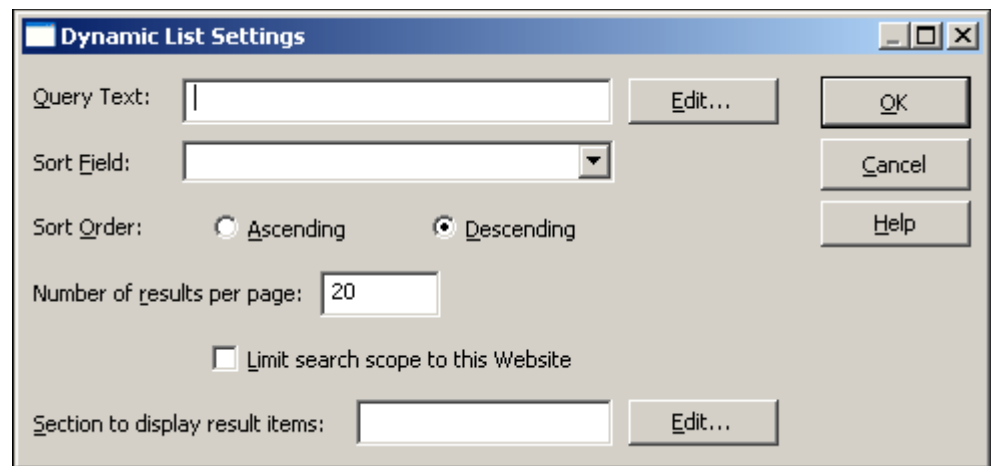 Dynamic List Settings
Query Text: Edit... OK
Sort Field: Cancel
Sort Order: Ascending Descending Help
Number of results per page: 20
Limit search scope to this Website
Section to display result items: Edit...